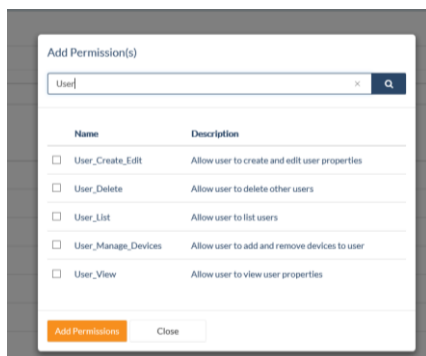 Add Permission(s)
User
Name Description
User_Create_Edit Allow user to create and edit user properties
User_Delete Allow user to delete other users
User_List Allow user to list users
User_Manage_Devices Allow user to add and remove devices to user
User_View Allow user to view user properties
Add Permissions Close